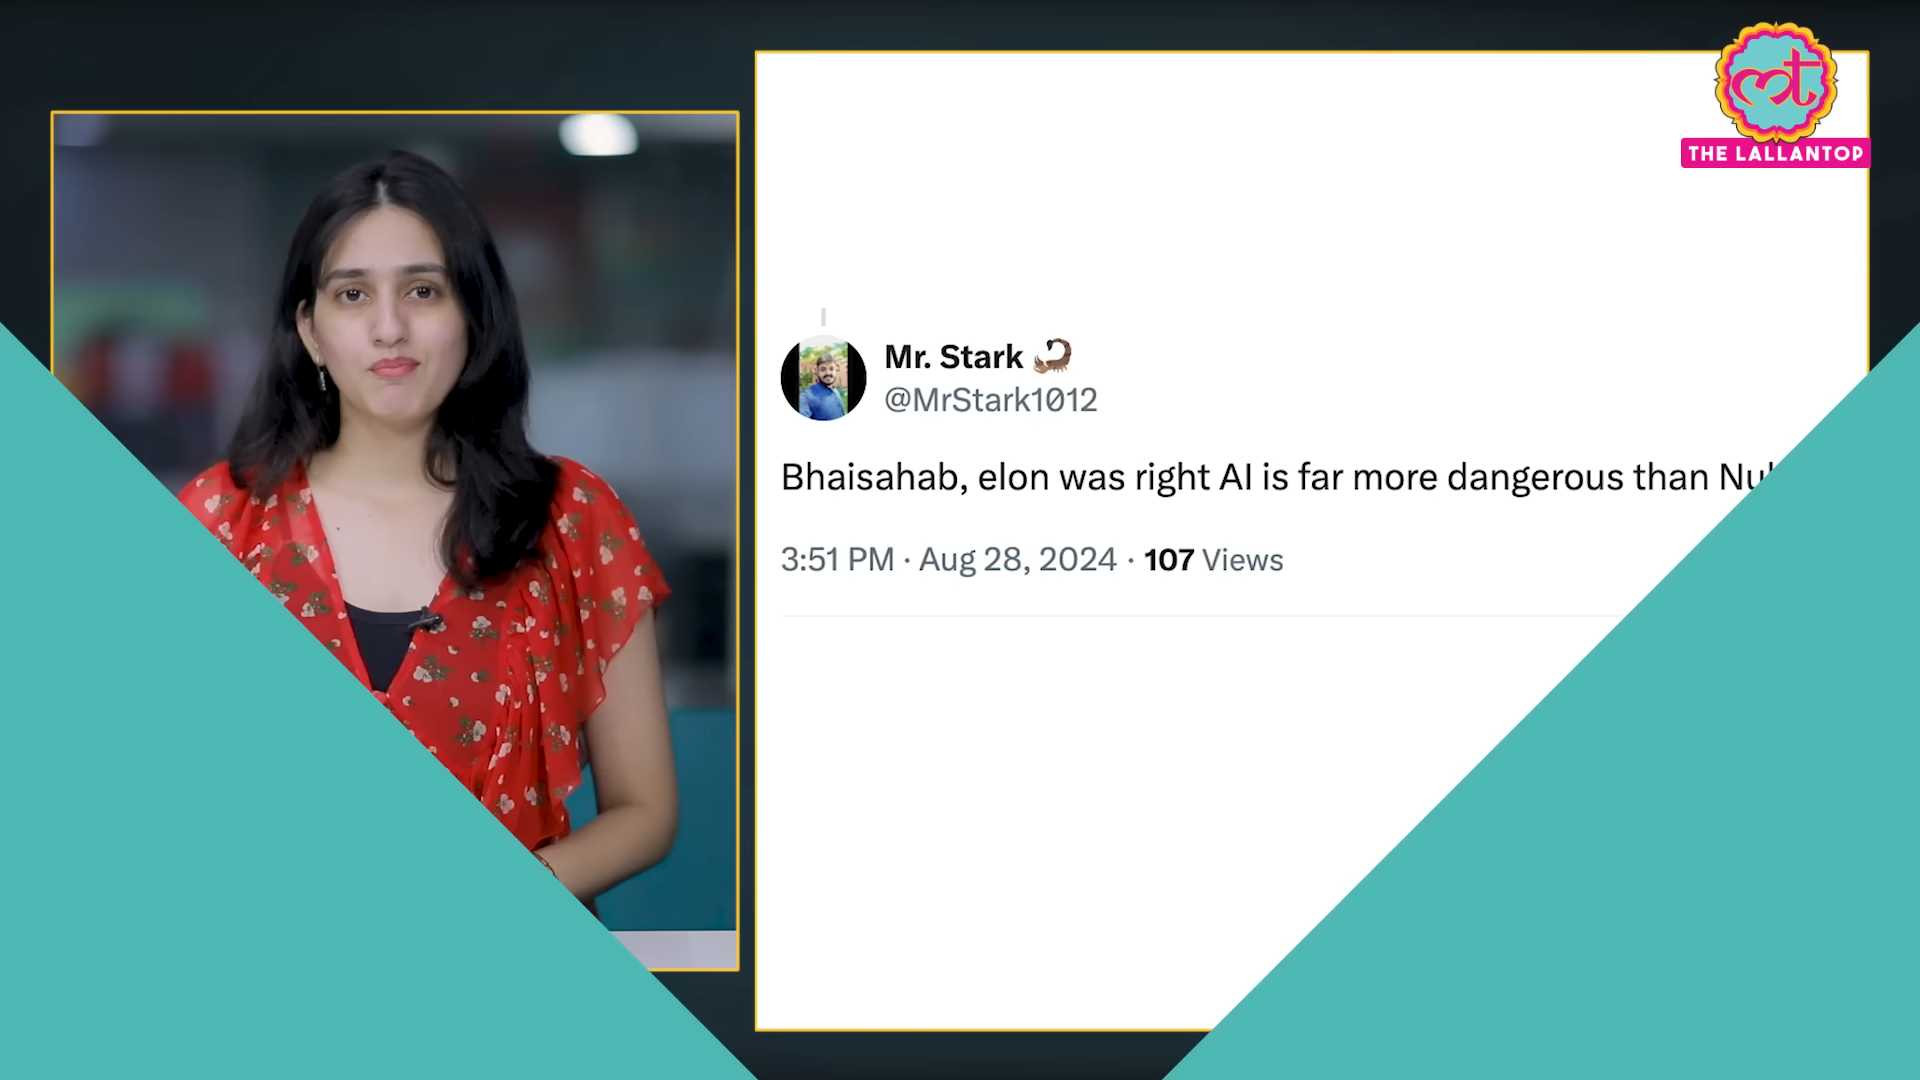 THE LALLANTOP
Mr. Stark
@MrStark1012
Bhaisahab, elon was right AI is far more dangerous than
3:51 PM · Aug 28, 2024 · 107 Views